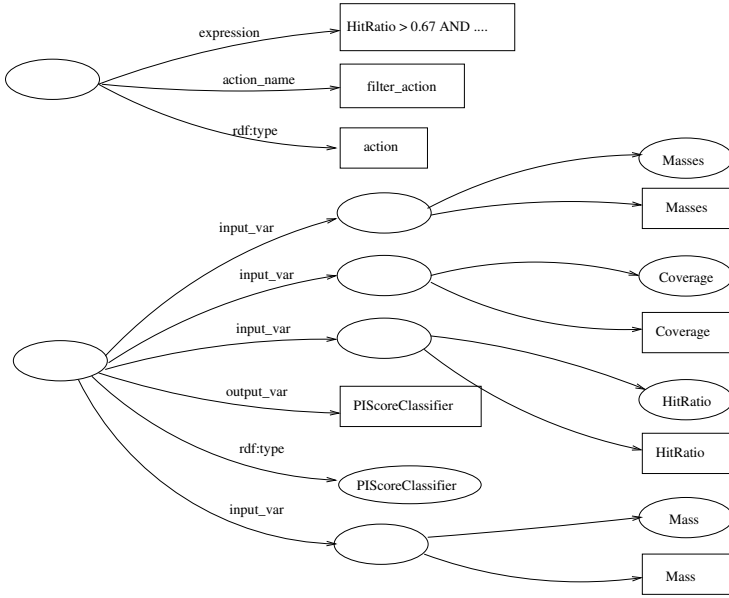 HitRatio > 0.67 AND ....
expression
action_name
filter_action
rdf:type
action
Masses
Masses
input_var
input_var
Coverage
input_var
Coverage
output_var
PIScoreClassifier
HitRatio
rdf:type
HitRatio
PIScoreClassifier
input_var
Mass
Mass